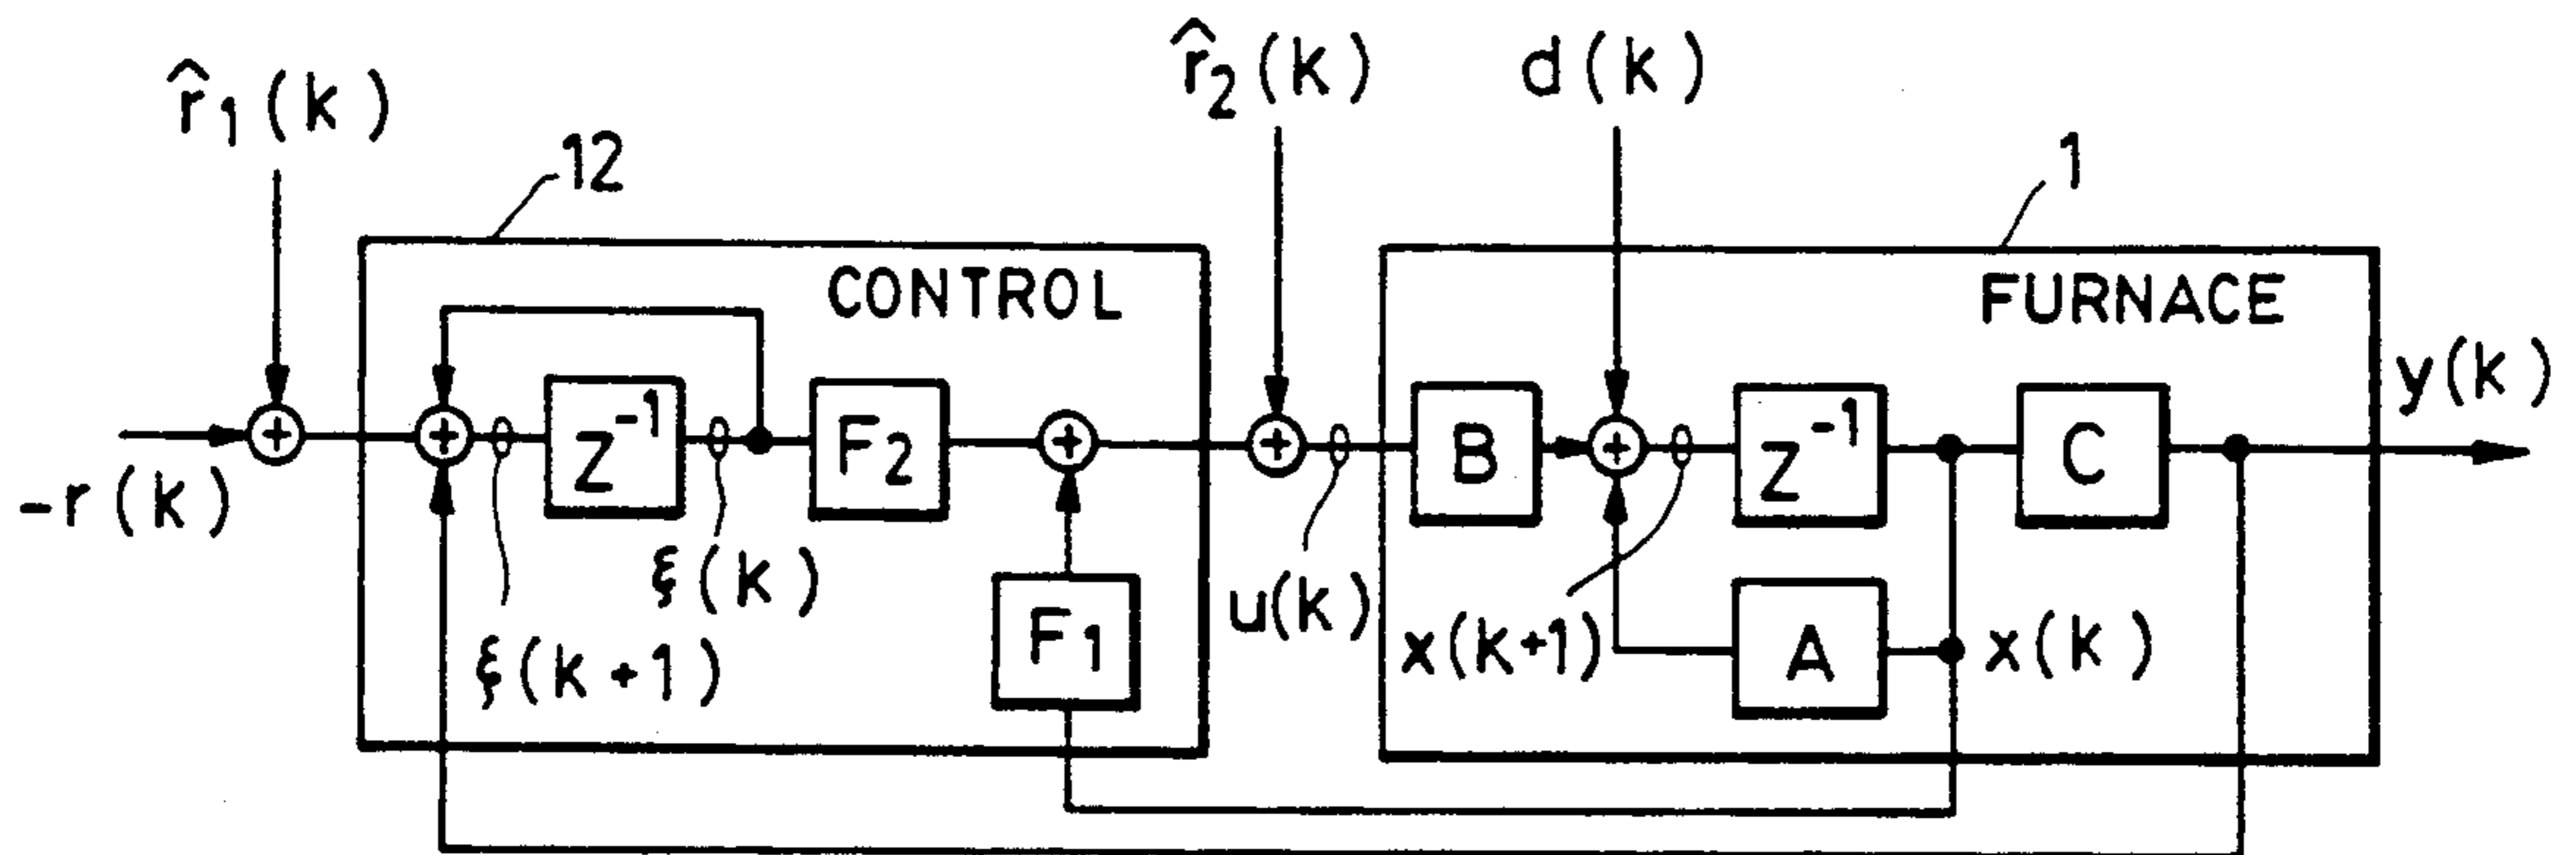 r̂1(k)
12
r̂2(k)
d(k)
1
CONTROL
FURNACE
y(k)
-r(k)
Z⁻¹
F2
B
Z⁻¹
C
ξ(k)
ξ(k+1)
F1
u(k)
x(k+1)
A
x(k)
+
+
+
+
+